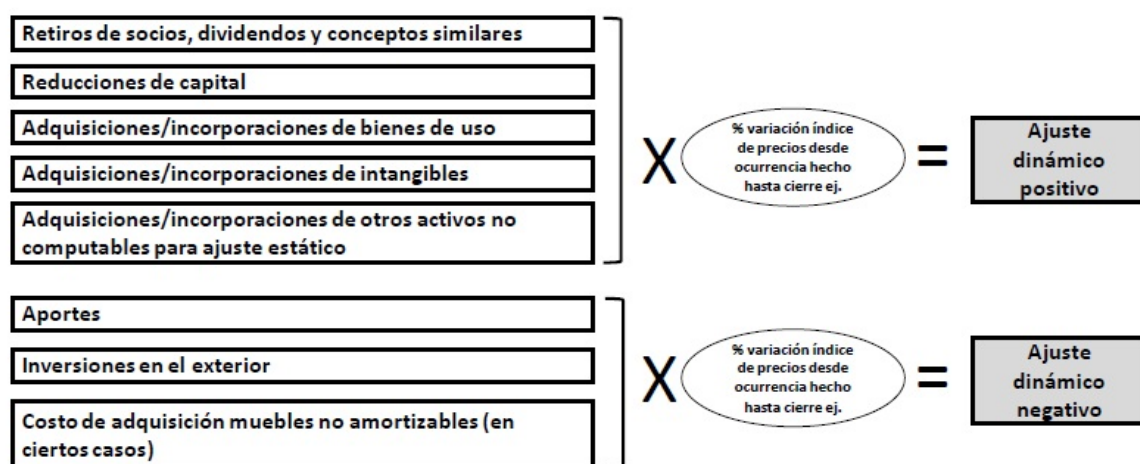 Retiros de socios, dividendos y conceptos similares
Reducciones de capital
Adquisiciones/incorporaciones de bienes de uso
Adquisiciones/incorporaciones de intangibles
Adquisiciones/incorporaciones de otros activos no
computables para ajuste estático
X
% variación índice
de precios desde
ocurrencia hecho
hasta cierre ej.
=
Ajuste
dinámico
positivo
Aportes
Inversiones en el exterior
Costo de adquisición muebles no amortizables (en
ciertos casos)
X
% variación índice
de precios desde
ocurrencia hecho
hasta cierre ej.
=
Ajuste
dinámico
negativo